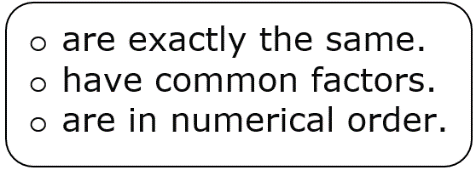 ○ are exactly the same.
○ have common factors.
○ are in numerical order.